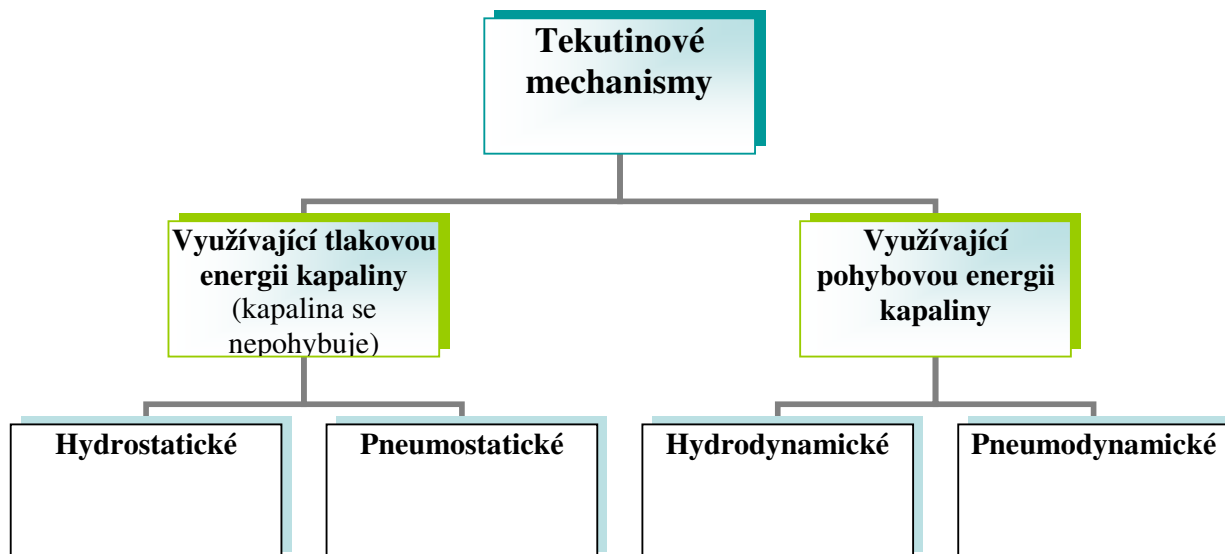 Tekutinové
mechanismy
Využívající tlakovou
energii kapaliny
(kapalina se
nepohybuje)
Využívající
pohybovou energii
kapaliny
Hydrostatické
Pneumostatické
Hydrodynamické
Pneumodynamické